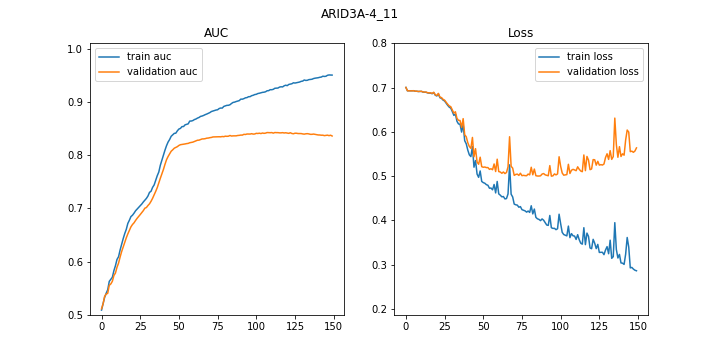 ARID3A-4_11
AUC
train auc
validation auc
1.0
0.9
0.8
0.7
0.6
0.5
0 25 50 75 100 125 150
Loss
train loss
validation loss
0.8
0.7
0.6
0.5
0.4
0.3
0.2
0 25 50 75 100 125 150